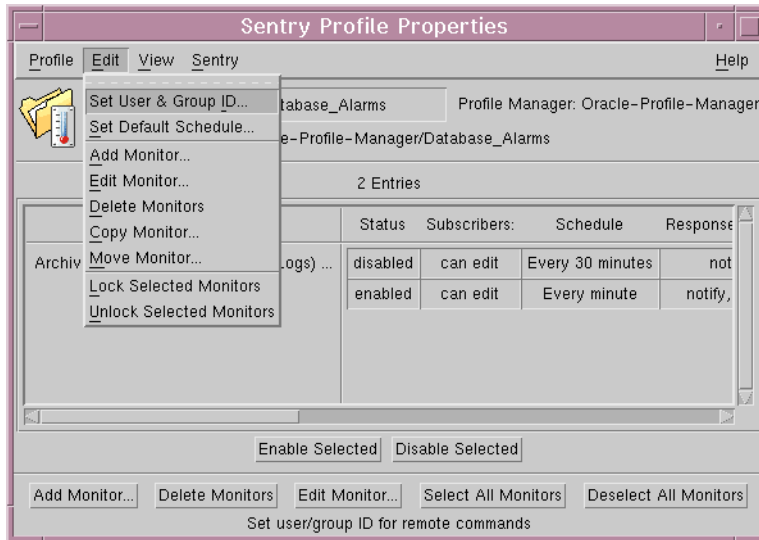 Sentry Profile Properties
Profile Edit View Sentry Help
Set User & Group ID...
Set Default Schedule...
Add Monitor...
Edit Monitor...
Delete Monitors
Copy Monitor...
Move Monitor...
Lock Selected Monitors
Unlock Selected Monitors
tabase_Alarms Profile Manager: Oracle-Profile-Manager
e-Profile-Manager/Database_Alarms
2 Entries
Status Subscribers: Schedule Response
Archiv ogs) ... disabled can edit Every 30 minutes not
enabled can edit Every minute notify,
Enable Selected Disable Selected
Add Monitor... Delete Monitors Edit Monitor... Select All Monitors Deselect All Monitors
Set user/group ID for remote commands